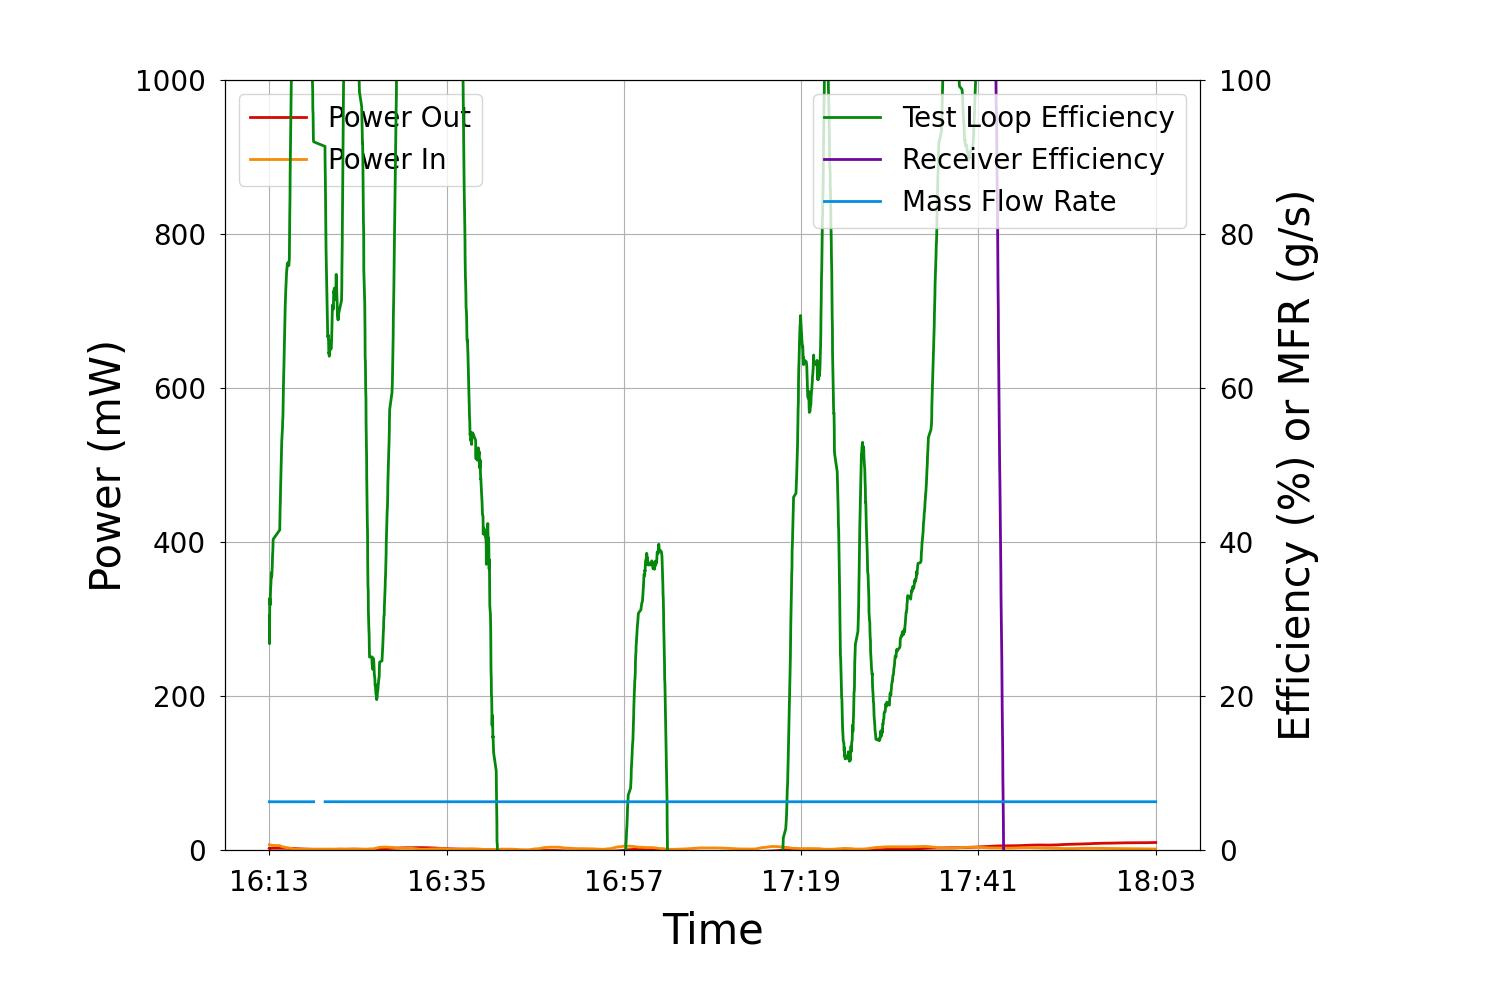 1000
800
600
400
200
0
Power (mW)
Power Out
Power In
Test Loop Efficiency
Receiver Efficiency
Mass Flow Rate
100
80
60
40
20
0
Efficiency (%) or MFR (g/s)
16:13 16:35 16:57 17:19 17:41 18:03
Time